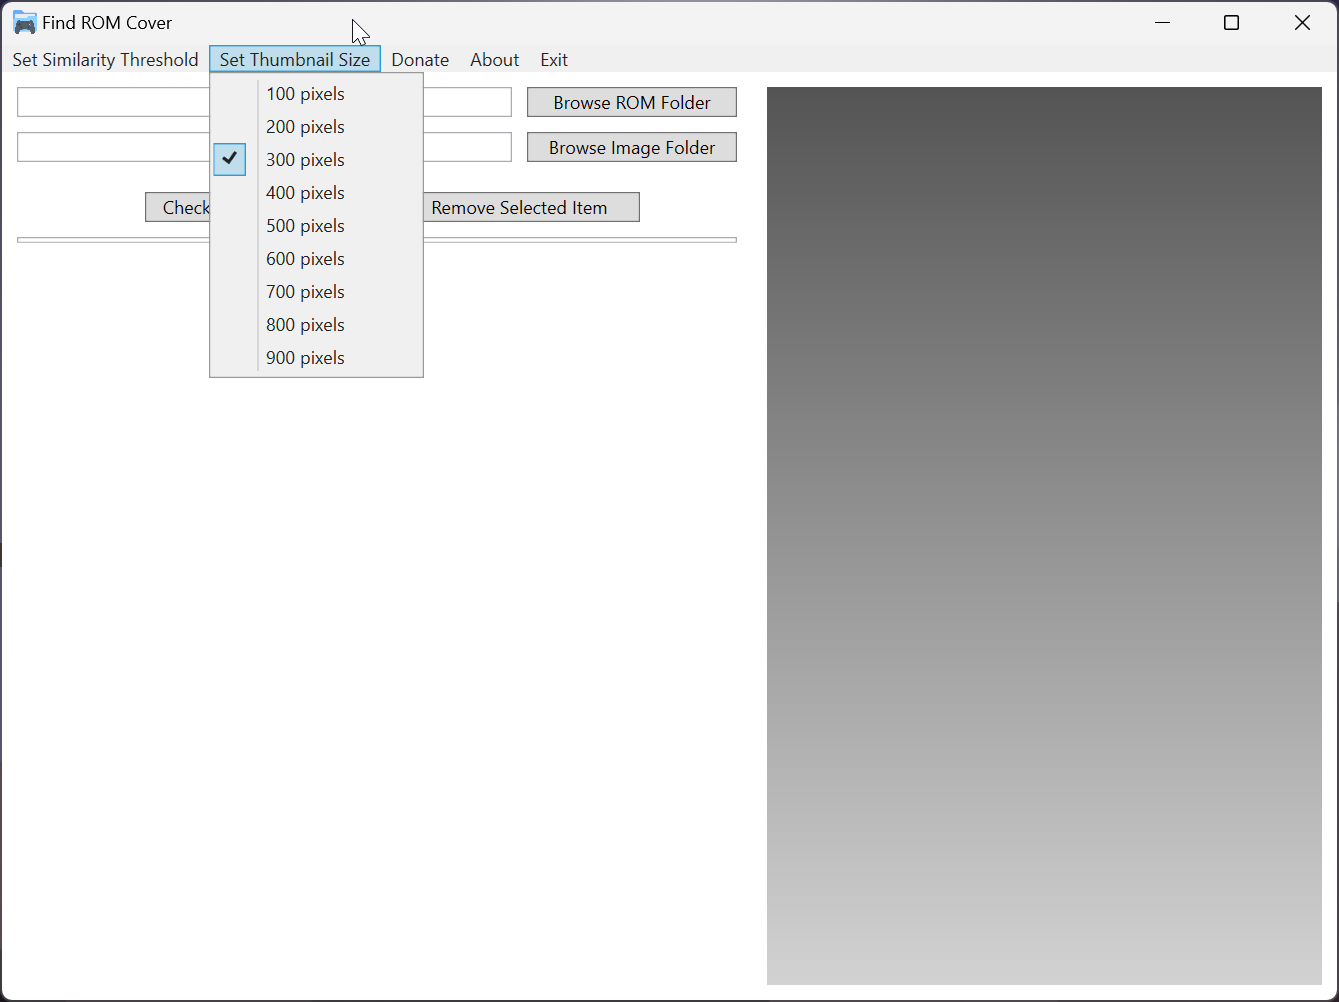 Find ROM Cover
Set Similarity Threshold Set Thumbnail Size Donate About Exit
100 pixels
200 pixels
300 pixels
400 pixels
500 pixels
600 pixels
700 pixels
800 pixels
900 pixels
Browse ROM Folder
Browse Image Folder
Check
Remove Selected Item